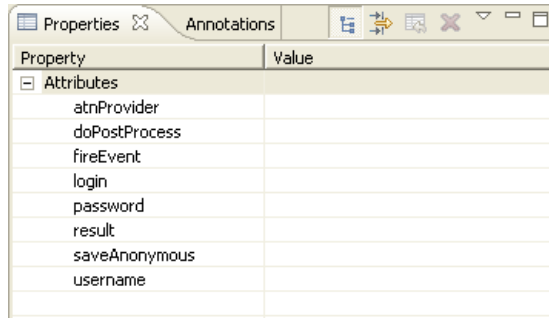 Properties Annotations
Property Value
Attributes
atnProvider
doPostProcess
fireEvent
login
password
result
saveAnonymous
username